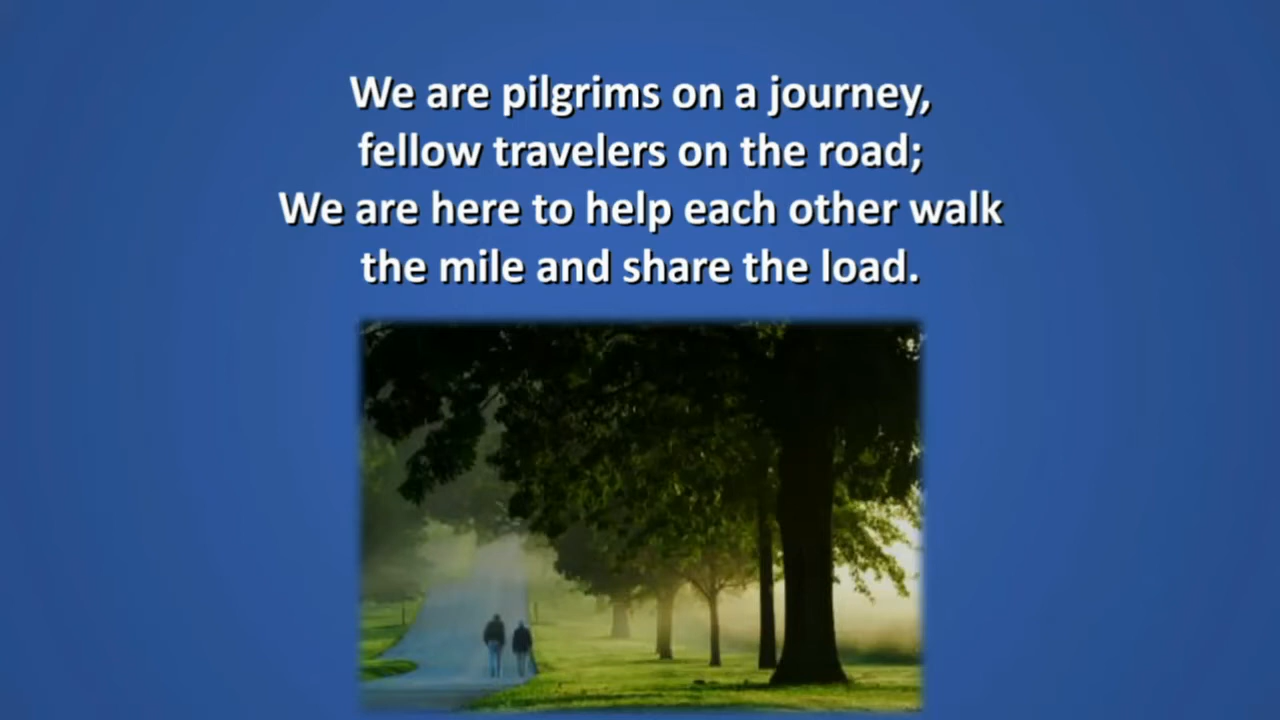 We are pilgrims on a journey,
fellow travelers on the road;
We are here to help each other walk
the mile and share the load.